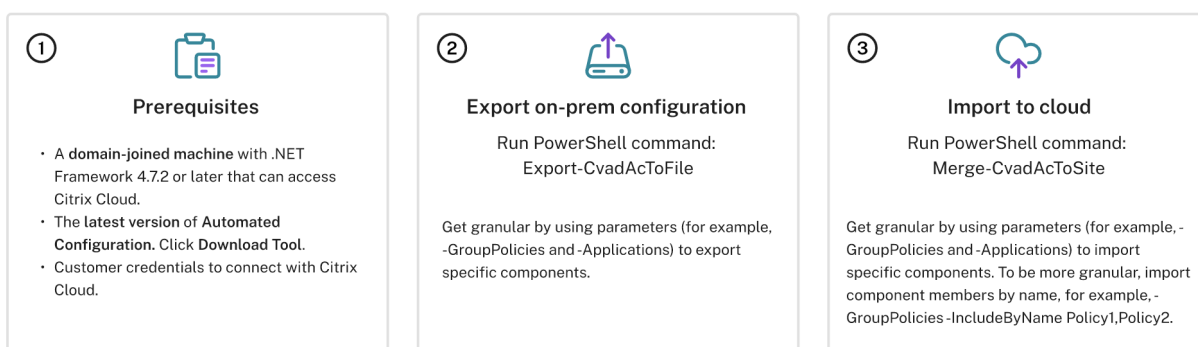 1
Prerequisites
• A domain-joined machine with .NET
Framework 4.7.2 or later that can access
Citrix Cloud.
• The latest version of Automated
Configuration. Click Download Tool.
• Customer credentials to connect with Citrix
Cloud.
2
Export on-prem configuration
Run PowerShell command:
Export-CvadAcToFile
Get granular by using parameters (for example,
-GroupPolicies and -Applications) to export
specific components.
3
Import to cloud
Run PowerShell command:
Merge-CvadAcToSite
Get granular by using parameters (for example, -
GroupPolicies and -Applications) to import
specific components. To be more granular, import
component members by name, for example, -
GroupPolicies -IncludeByName Policy1,Policy2.